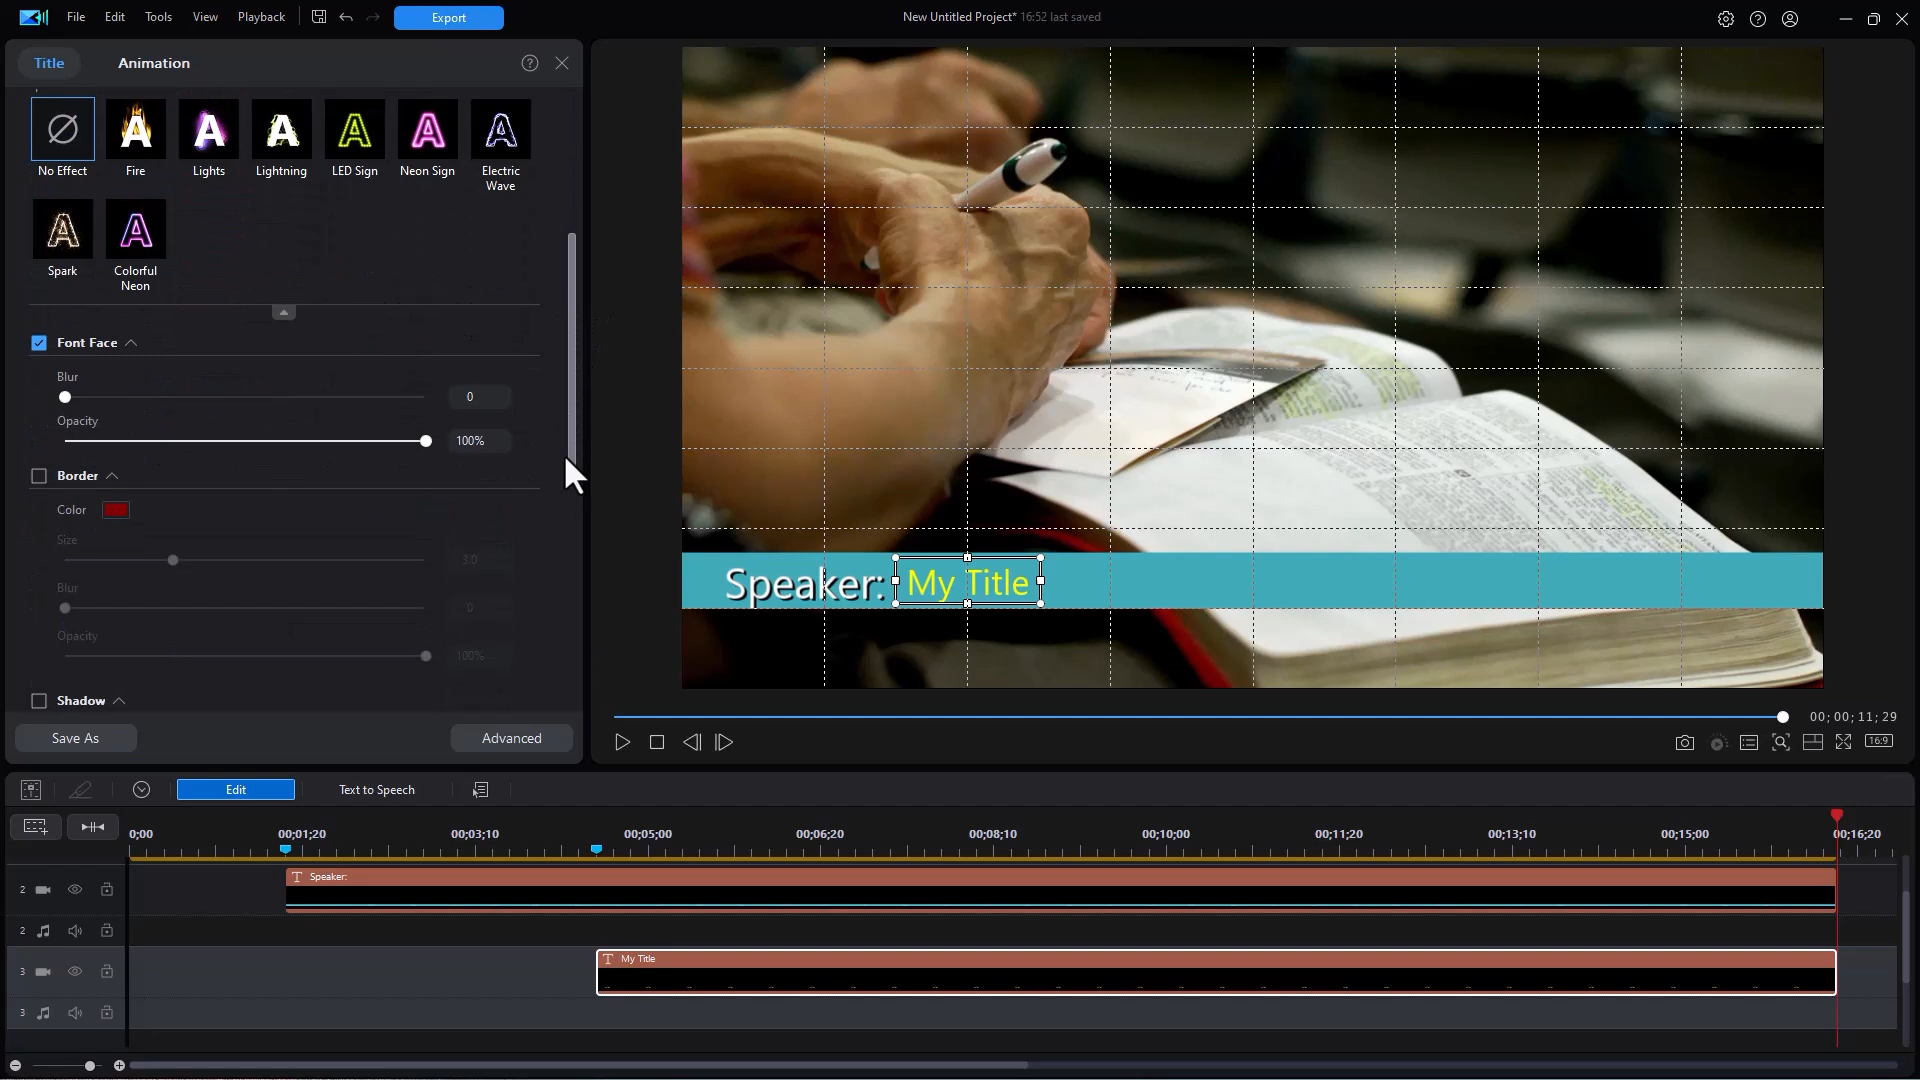 File Edit Tools View Playback Export New Untitled Project* 16:52 last saved
Title Animation
No Effect Fire Lights Lightning LED Sign Neon Sign Electric Wave
Spark Colorful Neon
Font Face
Blur
0
Opacity
100%
Border
Color
Size
3.0
Blur
0
Opacity
100%
Shadow
Save As Advanced
Speaker: My Title
00;00;11;29
16:9
Edit Text to Speech
0;00 00;01;20 00;03;10 00;05;00 00;06;20 00;08;10 00;10;00 00;11;20 00;13;10 00;15;00 00;16;20
2 T Speaker:
2
3 T My Title
3